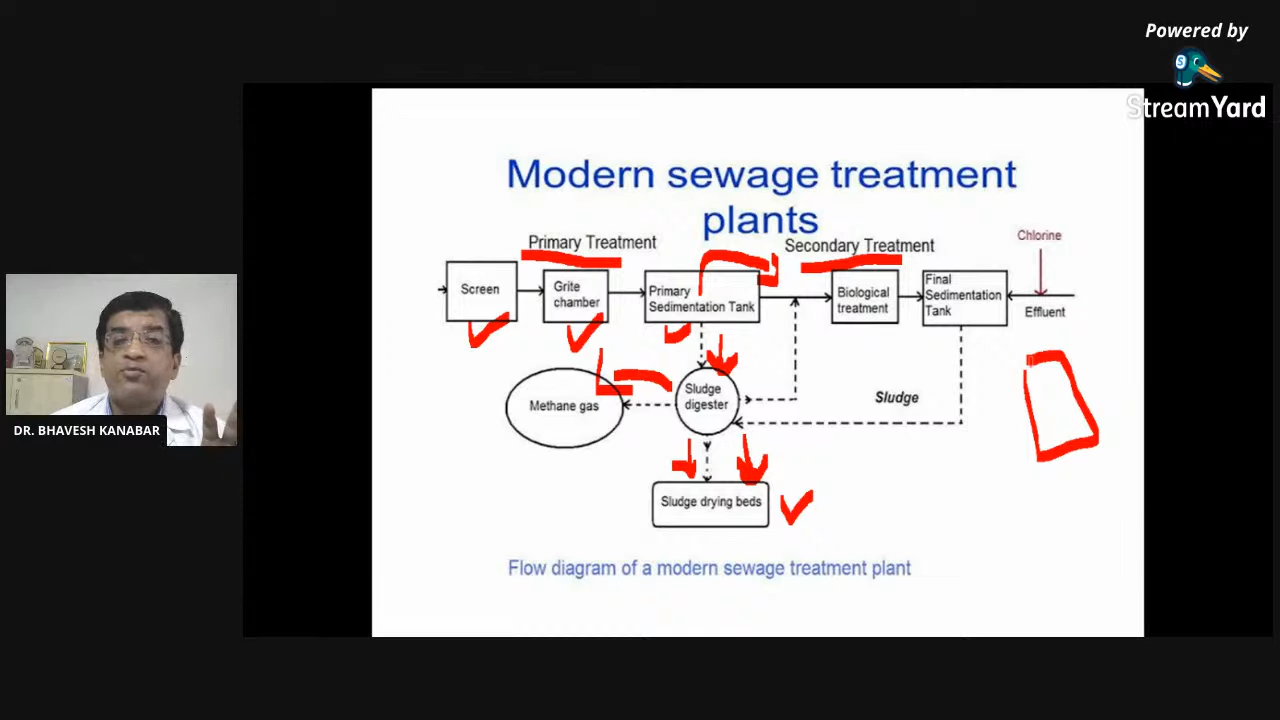 Powered by
StreamYard
Modern sewage treatment
plants
Primary Treatment
Secondary Treatment
Chlorine
Screen
Grite
chamber
Primary
Sedimentation Tank
Biological
treatment
Final
Sedimentation
Tank
Effluent
Methane gas
Sludge
digester
Sludge
DR. BHAVESH KANABAR
Sludge drying beds
Flow diagram of a modern sewage treatment plant